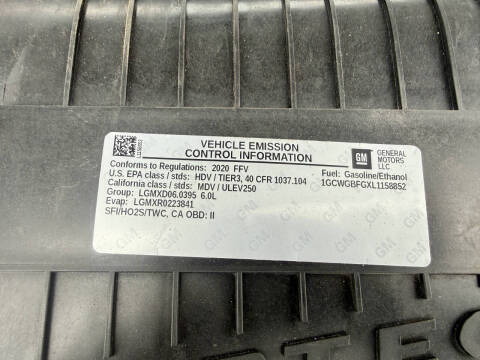 VEHICLE EMISSION
CONTROL INFORMATION
GM GENERAL
MOTORS
LLC
Conforms to Regulations: 2020 FFV
Fuel: Gasoline/Ethanol
U.S. EPA class / stds: HDV / TIER3, 40 CFR 1037.104
1GCWGBFGXL1158852
California class / stds: MDV / ULEV250
Group: LGMXD06.0395 6.0L
Evap: LGMXR0223841
SFI/HO2S/TWC, CA OBD: II